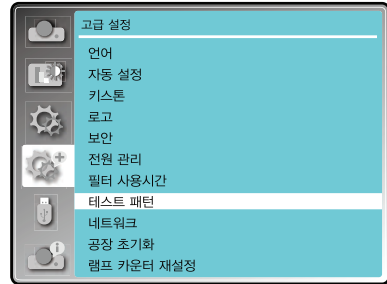 고급 설정
언어
자동 설정
키스톤
로고
보안
전원 관리
필터 사용시간
테스트 패턴
네트워크
공장 초기화
램프 카운터 재설정